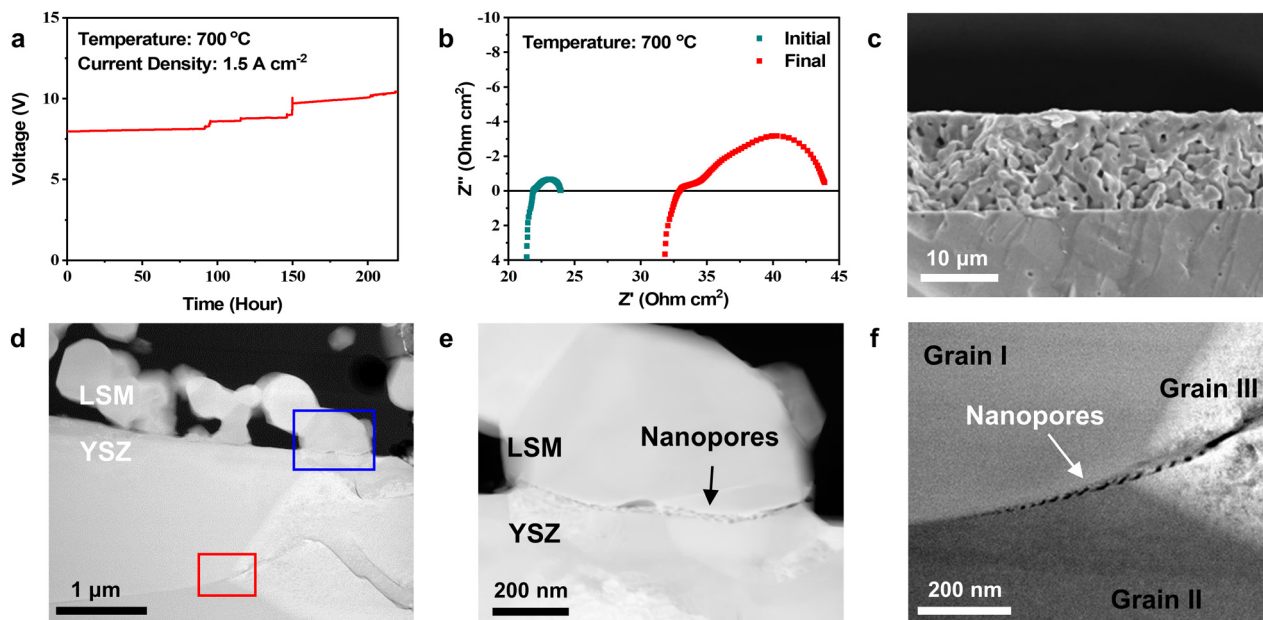 a
Temperature: 700 °C
Current Density: 1.5 A cm⁻²
15
10
5
0
Voltage (V)
0 50 100 150 200
Time (Hour)
b
Temperature: 700 °C
Initial
Final
-10
-8
-6
-4
-2
0
2
4
Z'' (Ohm cm²)
20 25 30 35 40 45
Z' (Ohm cm²)
c
10 µm
d
LSM
YSZ
1 µm
e
LSM
Nanopores
YSZ
200 nm
f
Grain I
Grain III
Nanopores
200 nm
Grain II